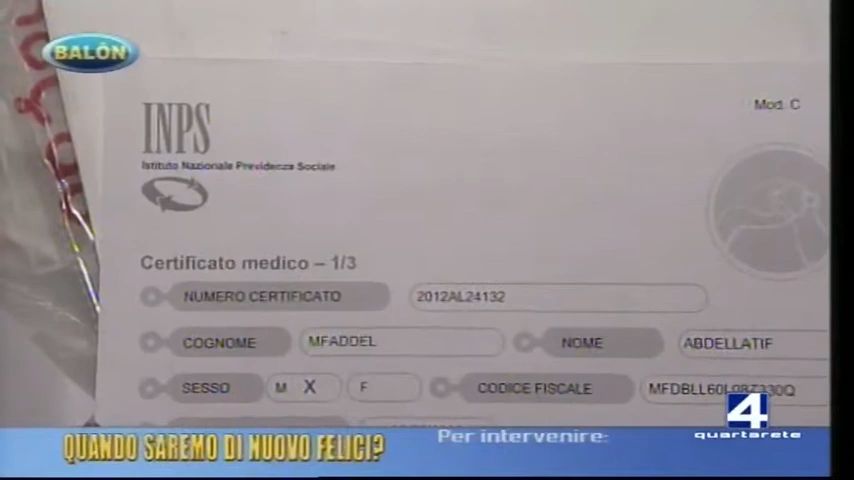 BALÔN
INPS
Mod. C
Istituto Nazionale Previdenza Sociale
Certificato medico – 1/3
NUMERO CERTIFICATO 2012AL24132
COGNOME MFADDEL NOME ABDELLATIF
SESSO M X F CODICE FISCALE
4
quartarete
QUANDO SAREMO DI NUOVO FELICI? Per intervenire: